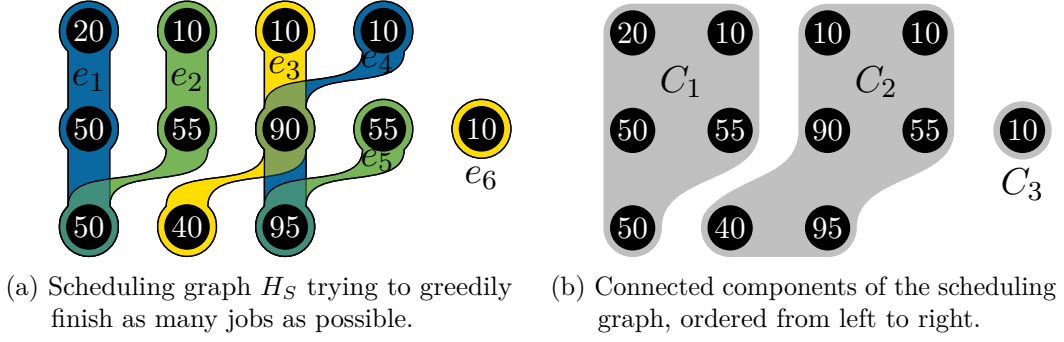 20 10 10 10
e1 e2 e3 e4
50 55 90 55 10
e5
e6
50 40 95
(a) Scheduling graph H_S trying to greedily
finish as many jobs as possible.
20 10 10 10
C1 C2
50 55 90 55 10
C3
50 40 95
(b) Connected components of the scheduling
graph, ordered from left to right.